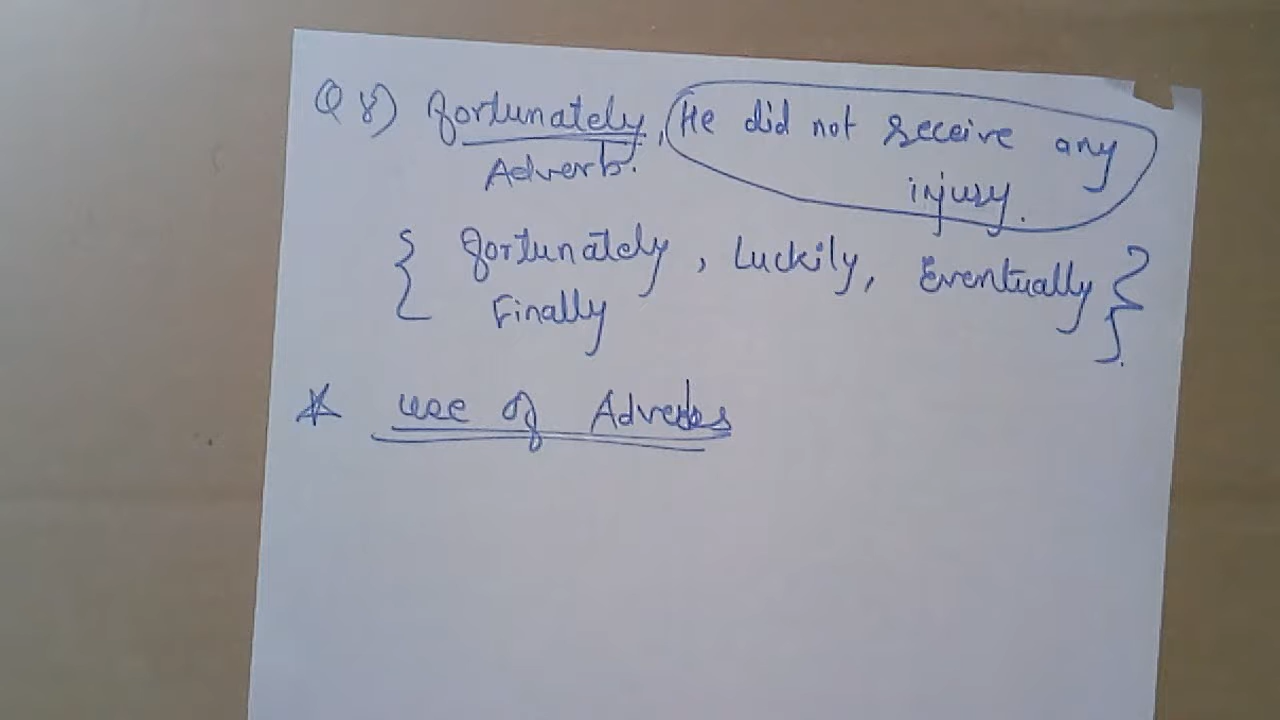 Q 8) Fortunately, He did not receive any
Adverb. injury.
{ Fortunately, Luckily, Eventually }
Finally
* use of Adverbs